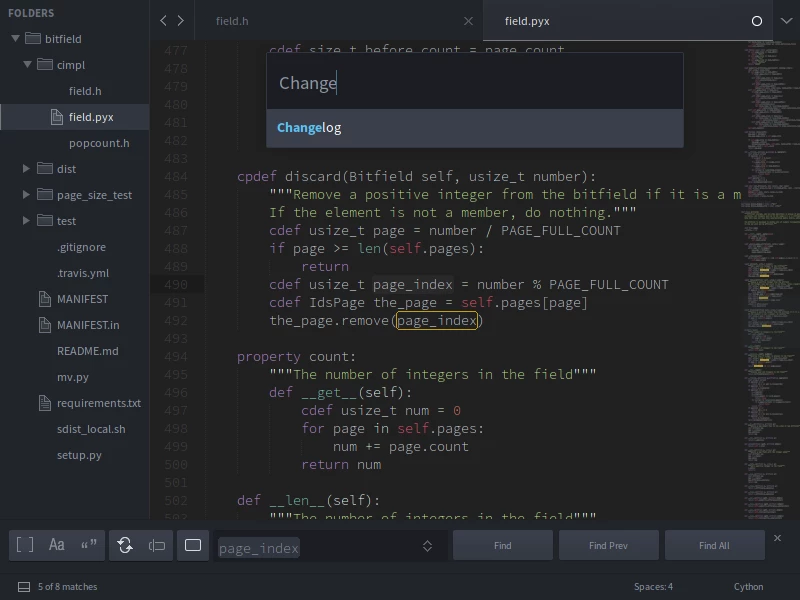 FOLDERS
bitfield
cimpl
field.h
field.pyx
popcount.h
dist
page_size_test
test
.gitignore
.travis.yml
MANIFEST
MANIFEST.in
README.md
mv.py
requirements.txt
sdist_local.sh
setup.py
field.h
field.pyx
477 cdef size_t before_count = page.count
478
479
480
481
482
483
484 cpdef discard(Bitfield self, usize_t number):
485 """Remove a positive integer from the bitfield if it is a m
486 If the element is not a member, do nothing."""
487 cdef usize_t page = number / PAGE_FULL_COUNT
488 if page >= len(self.pages):
489 return
490 cdef usize_t page_index = number % PAGE_FULL_COUNT
491 cdef IdsPage the_page = self.pages[page]
492 the_page.remove(page_index)
493
494 property count:
495 """The number of integers in the field"""
496 def __get__(self):
497 cdef usize_t num = 0
498 for page in self.pages:
499 num += page.count
500 return num
501
502 def __len__(self):
503 """The number of integers in the field"""
Change
Changelog
[ ] Aa “ ”
page_index
Find
Find Prev
Find All
5 of 8 matches
Spaces: 4
Cython